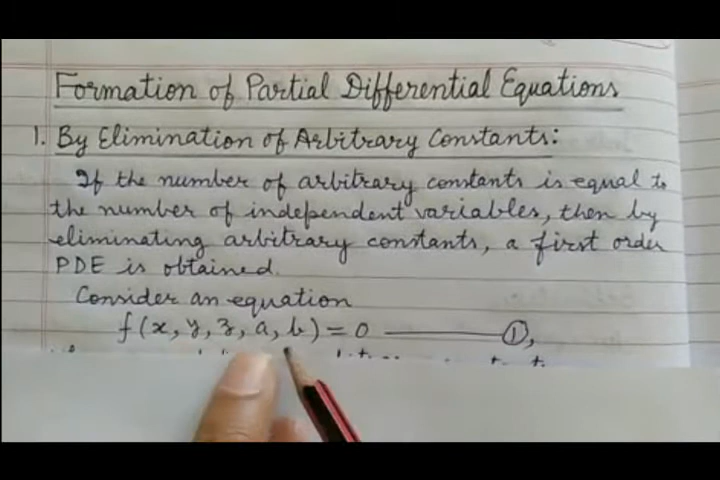 Formation of Partial Differential Equations
1. By Elimination of Arbitrary Constants:
If the number of arbitrary constants is equal to
the number of independent variables, then by
eliminating arbitrary constants, a first order
PDE is obtained.
Consider an equation
f(x, y, z, a, b) = 0 ——— ①,